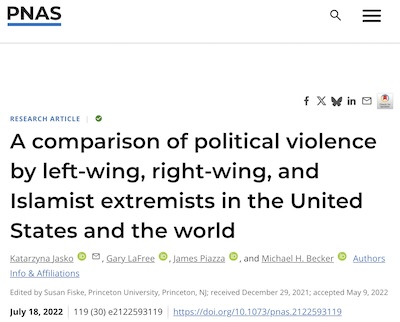 PNAS
RESEARCH ARTICLE |
A comparison of political violence
by left-wing, right-wing, and
Islamist extremists in the United
States and the world
Katarzyna Jasko, Gary LaFree, James Piazza, and Michael H. Becker Authors
Info & Affiliations
Edited by Susan Fiske, Princeton University, Princeton, NJ; received December 29, 2021; accepted May 9, 2022
July 18, 2022 | 119 (30) e2122593119 | https://doi.org/10.1073/pnas.2122593119